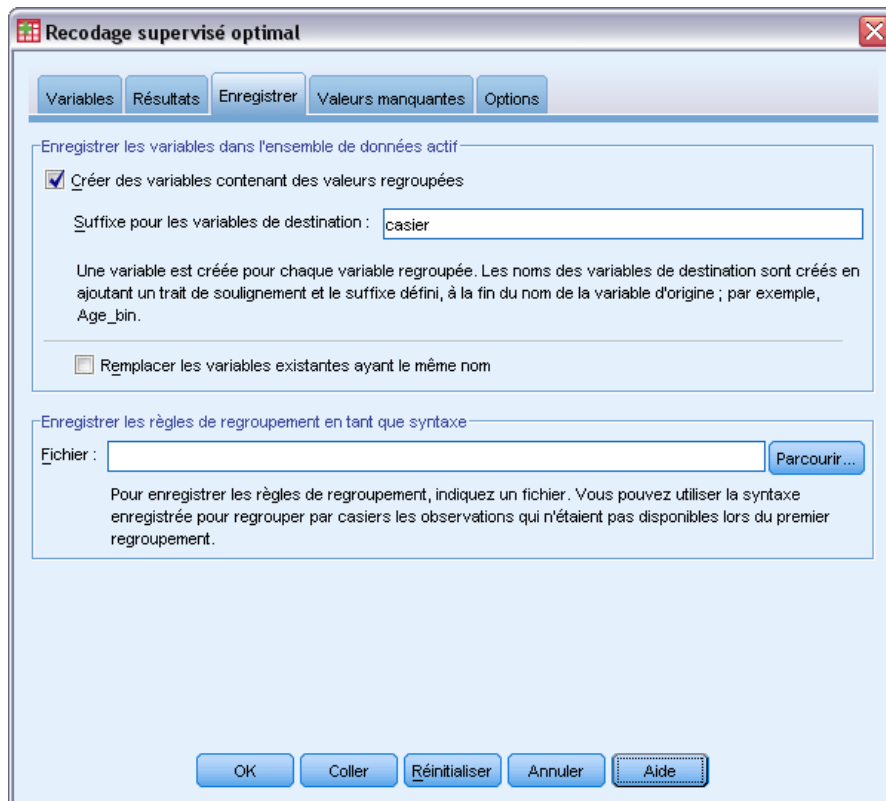 Recodage supervisé optimal
Variables
Résultats
Enregistrer
Valeurs manquantes
Options
Enregistrer les variables dans l'ensemble de données actif
Créer des variables contenant des valeurs regroupées
Suffixe pour les variables de destination :
casier
Une variable est créée pour chaque variable regroupée. Les noms des variables de destination sont créés en
ajoutant un trait de soulignement et le suffixe défini, à la fin du nom de la variable d'origine ; par exemple,
Age_bin.
Remplacer les variables existantes ayant le même nom
Enregistrer les règles de regroupement en tant que syntaxe
Fichier :
Parcourir...
Pour enregistrer les règles de regroupement, indiquez un fichier. Vous pouvez utiliser la syntaxe
enregistrée pour regrouper par casiers les observations qui n'étaient pas disponibles lors du premier
regroupement.
OK
Coller
Réinitialiser
Annuler
Aide